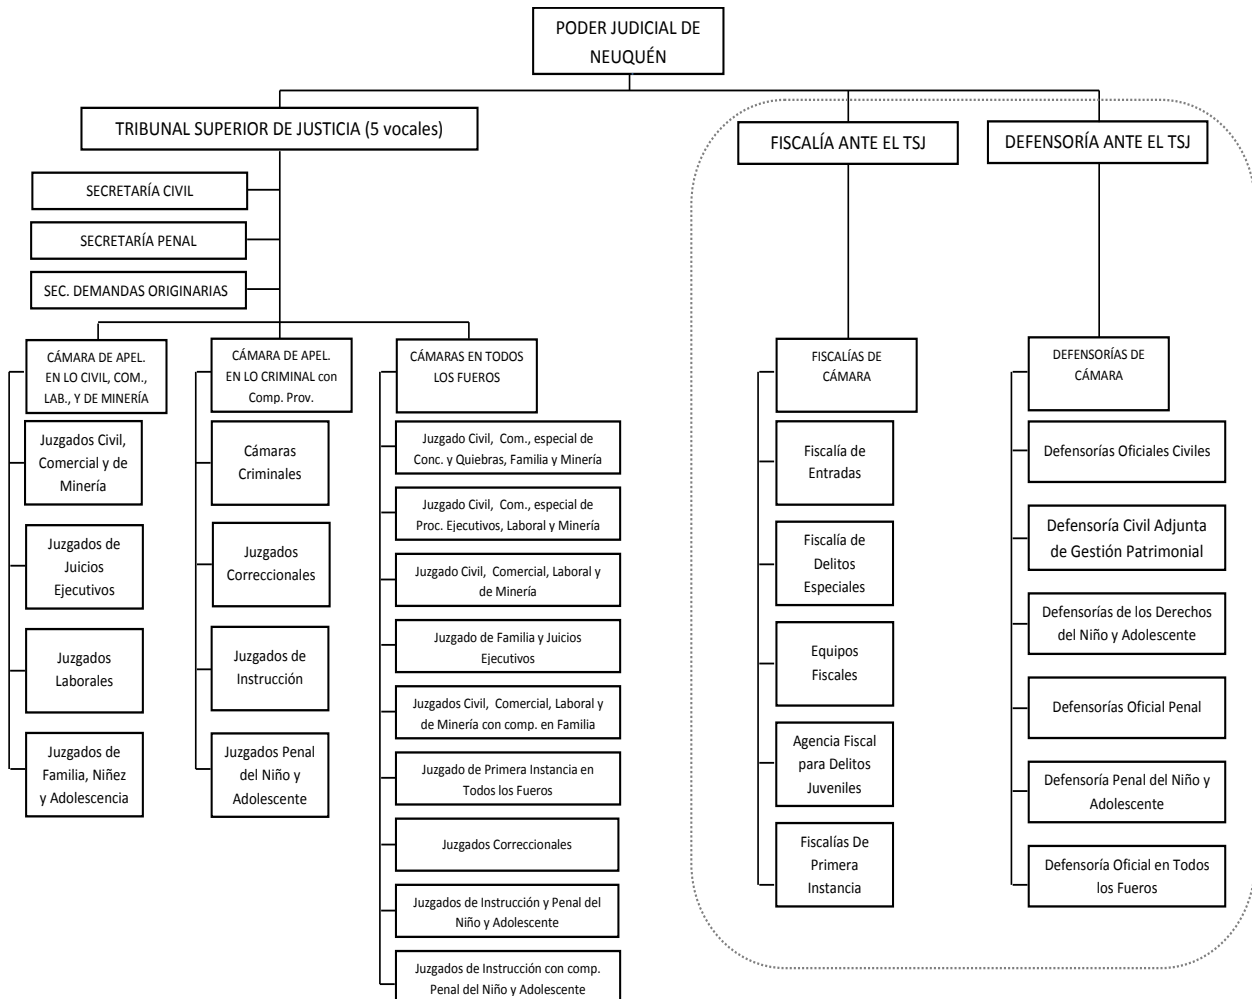 PODER JUDICIAL DE
NEUQUÉN
TRIBUNAL SUPERIOR DE JUSTICIA (5 vocales)
FISCALÍA ANTE EL TSJ
DEFENSORÍA ANTE EL TSJ
SECRETARÍA CIVIL
SECRETARÍA PENAL
SEC. DEMANDAS ORIGINARIAS
CÁMARA DE APEL.
EN LO CIVIL, COM.,
LAB., Y DE MINERÍA
Juzgados Civil,
Comercial y de
Minería
Juzgados de
Juicios
Ejecutivos
Juzgados
Laborales
Juzgados de
Familia, Niñez
y Adolescencia
CÁMARA DE APEL.
EN LO CRIMINAL con
Comp. Prov.
Cámaras
Criminales
Juzgados
Correccionales
Juzgados de
Instrucción
Juzgados Penal
del Niño y
Adolescente
CÁMARAS EN TODOS
LOS FUEROS
Juzgado Civil, Com., especial de
Conc. y Quiebras, Familia y Minería
Juzgado Civil, Com., especial de
Proc. Ejecutivos, Laboral y Minería
Juzgado Civil, Comercial, Laboral y
de Minería
Juzgado de Familia y Juicios
Ejecutivos
Juzgados Civil, Comercial, Laboral y
de Minería con comp. en Familia
Juzgado de Primera Instancia en
Todos los Fueros
Juzgados Correccionales
Juzgados de Instrucción y Penal del
Niño y Adolescente
Juzgados de Instrucción con comp.
Penal del Niño y Adolescente
FISCALÍAS DE
CÁMARA
Fiscalía de
Entradas
Fiscalía de
Delitos
Especiales
Equipos
Fiscales
Agencia Fiscal
para Delitos
Juveniles
Fiscalías De
Primera
Instancia
DEFENSORÍAS DE
CÁMARA
Defensorías Oficiales Civiles
Defensoría Civil Adjunta
de Gestión Patrimonial
Defensorías de los Derechos
del Niño y Adolescente
Defensorías Oficial Penal
Defensoría Penal del Niño y
Adolescente
Defensoría Oficial en Todos
los Fueros